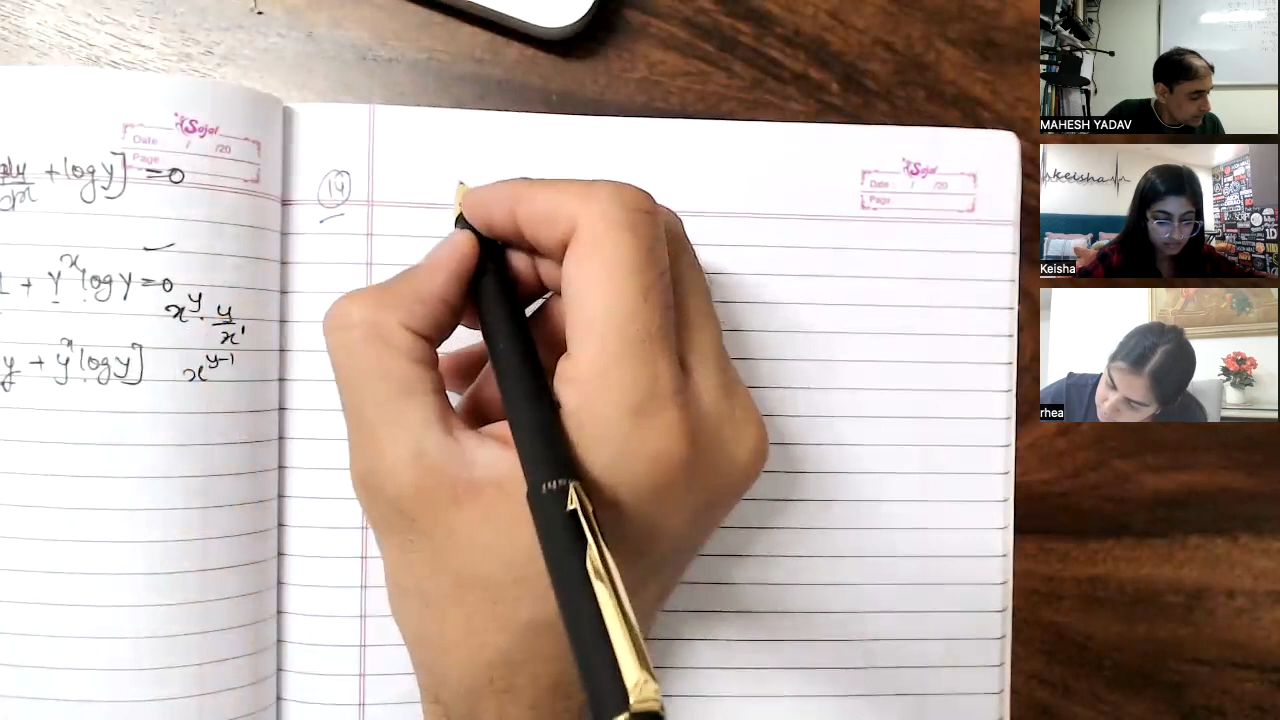 Sojal
Date / /20
Page
dy/dx + log y] = 0
+ y^x log y = 0
x^y . y/x'
y + y^x log y]
x^y-1
14
Sojal
Date / /20
Page
MAHESH YADAV
keisha
Keisha
rhea